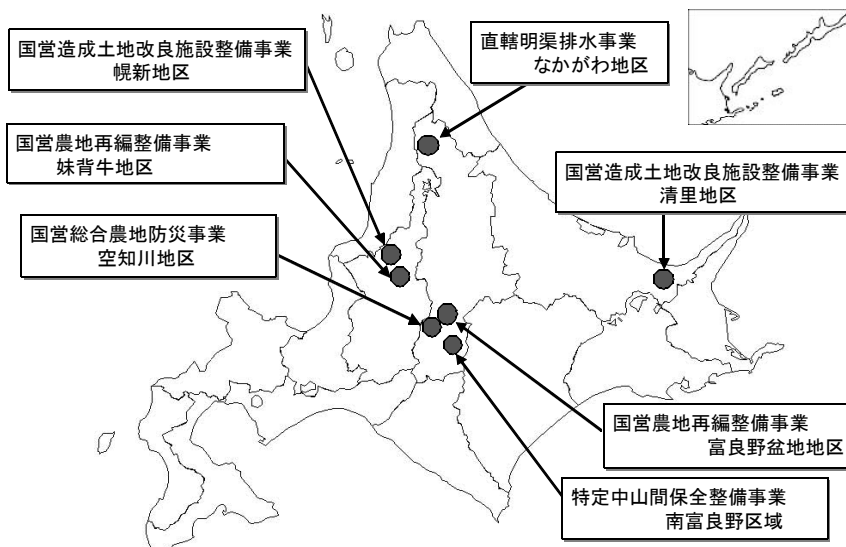 国営造成土地改良施設整備事業
幌新地区
直轄明渠排水事業
なかがわ地区
国営農地再編整備事業
妹背牛地区
国営造成土地改良施設整備事業
清里地区
国営総合農地防災事業
空知川地区
国営農地再編整備事業
富良野盆地地区
特定中山間保全整備事業
南富良野区域